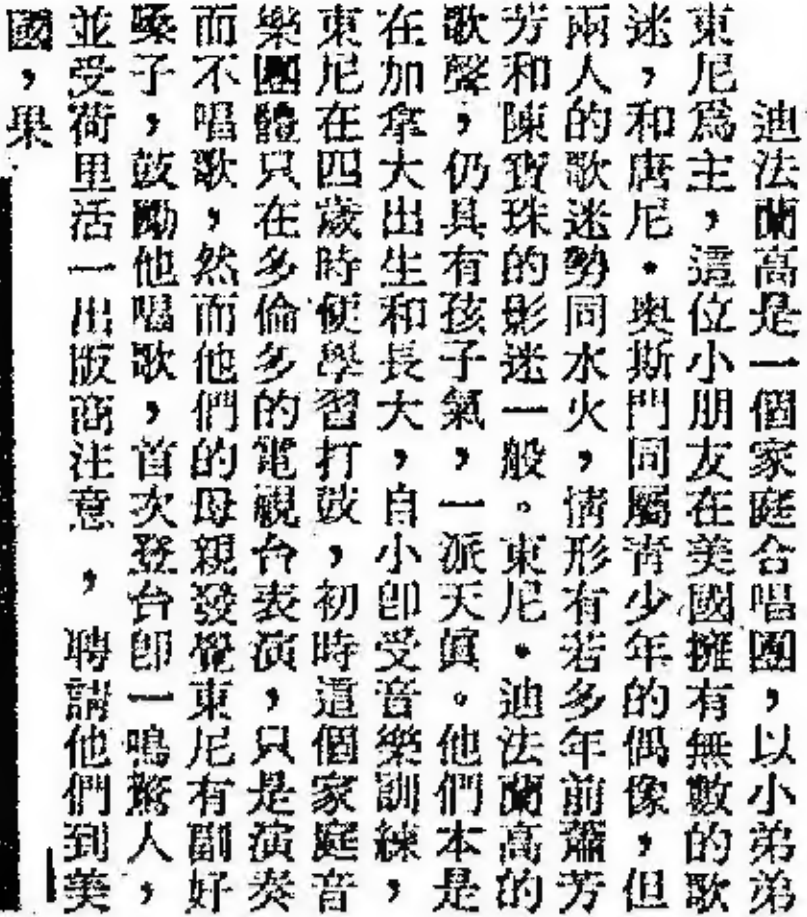 迪法蘭高是一個家庭合唱團，以小弟弟
東尼爲主，這位小朋友在美國擁有無數的歌
迷，和唐尼•奧斯門同屬靑少年的偶像，但
兩人的歌迷勢同水火，情形有若多年前蕭芳
芳和陳寶珠的影迷一般。東尼•迪法蘭高的
歌聲，仍具有孩子氣，一派天眞。他們本是
在加拿大出生和長大，自小卽受音樂訓練，
東尼在四歲時便學習打鼓，初時這個家庭音
樂團體只在多倫多的電視台表演，只是演奏
而不唱歌，然而他們的母親發覺東尼有副好
嗓子，鼓勵他唱歌，首次登台卽一鳴驚人，
並受荷里活一出版商注意，聘請他們到美
國，果